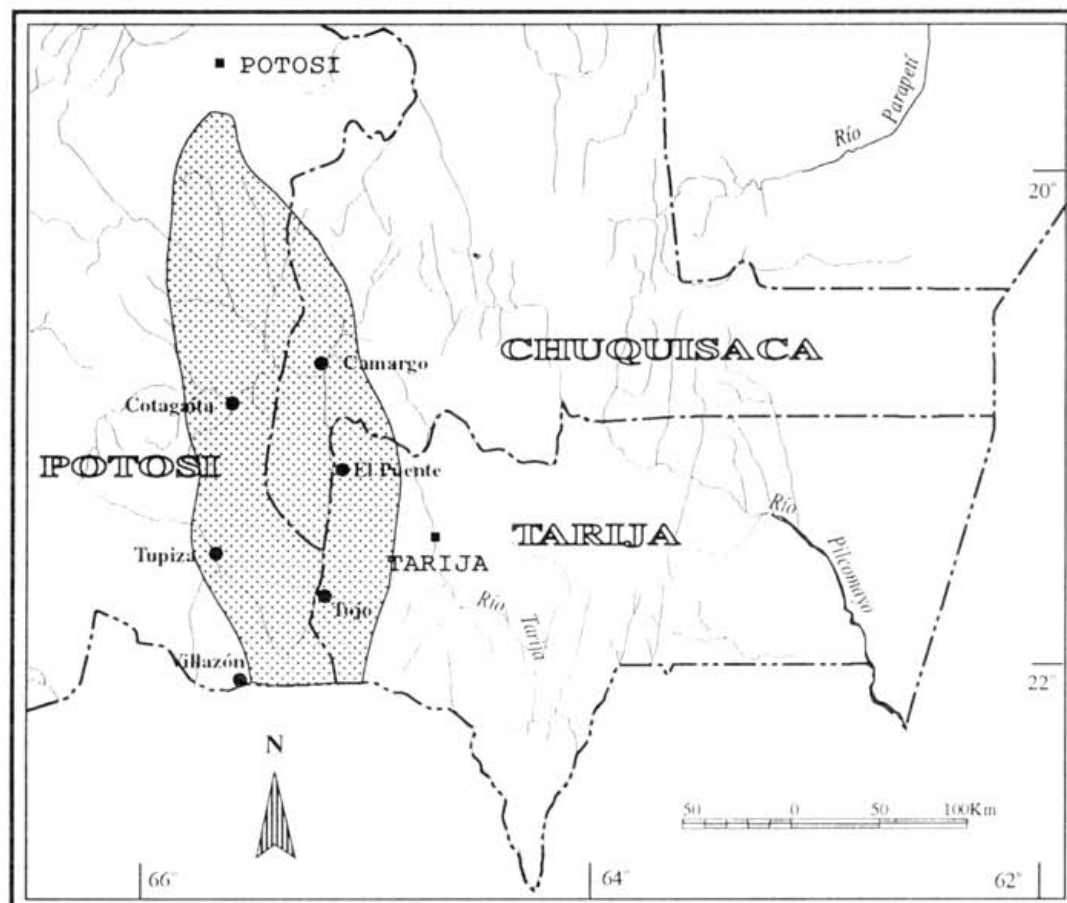 POTOSI
Río Parapetí
20°
CHUQUISACA
Camargo
Cotagaita
POTOSI
El Puente
TARIJA
Río Pilcomayo
Tupiza
TARIJA
Tojo
Río Tarija
Villazón
22°
N
50 0 50 100Km
66° 64° 62°